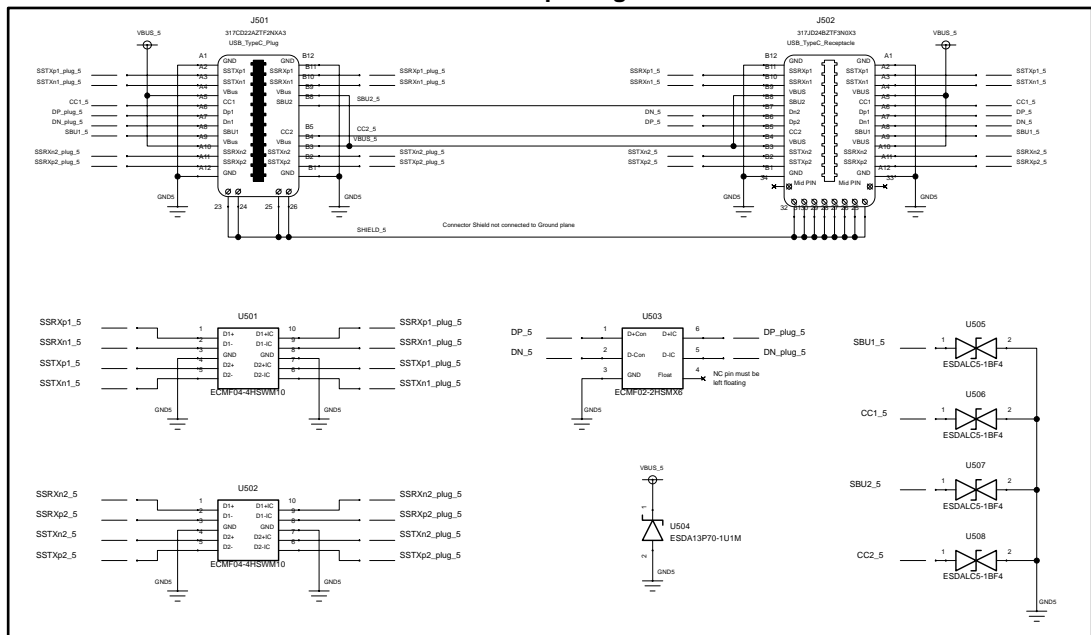 J501
317CD22AZTF2NXA3
USB_TypeC_Plug
VBUS_5
A1
A2
A3
A4
A5
A6
A7
A8
A9
A10
A11
A12
B12
B11
B10
B9
B8
B5
B4
B3
B2
B1
GND
SSTXp1
SSTXn1
VBus
CC1
Dp1
Dn1
SBU1
VBus
SSRXn2
SSRXp2
GND
GND
SSRXp1
SSRXn1
VBus
SBU2
CC2
VBus
SSTXn2
SSTXp2
GND
SSTXp1_plug_5
SSTXn1_plug_5
CC1_5
DP_plug_5
DN_plug_5
SBU1_5
SSRXn2_plug_5
SSRXp2_plug_5
SSRXp1_plug_5
SSRXn1_plug_5
SBU2_5
CC2_5
VBUS_5
SSTXn2_plug_5
SSTXp2_plug_5
GND5
GND5
23
24
25
26
SHIELD_5
Connector Shield not connected to Ground plane
J502
317JD24BZTF3N0X3
USB_TypeC_Receptacle
VBUS_5
B12
B11
B10
B9
B8
B7
B6
B5
B4
B3
B2
B1
34
A1
A2
A3
A4
A5
A6
A7
A8
A9
A10
A11
A12
33
GND
SSRXp1
SSRXn1
VBUS
SBU2
Dn2
Dp2
CC2
VBUS
SSTXn2
SSTXp2
GND
Mid PIN
GND
SSTXp1
SSTXn1
VBUS
CC1
Dp1
Dn1
SBU1
VBUS
SSRXn2
SSRXp2
GND
Mid PIN
SSRXp1_5
SSRXn1_5
DN_5
DP_5
SSTXn2_5
SSTXp2_5
SSTXp1_5
SSTXn1_5
CC1_5
DP_5
DN_5
SBU1_5
SSRXn2_5
SSRXp2_5
GND5
GND5
32 31 30 29 28 27 26 25
U501
SSRXp1_5
SSRXn1_5
SSTXp1_5
SSTXn1_5
1
2
3
4
5
D1+
D1-
GND
D2+
D2-
D1+IC
D1-IC
GND
D2+IC
D2-IC
10
9
8
7
6
SSRXp1_plug_5
SSRXn1_plug_5
SSTXp1_plug_5
SSTXn1_plug_5
ECMF04-4HSWM10
GND5
GND5
U503
DP_5
DN_5
1
2
3
D+Con
D-Con
GND
D+IC
D-IC
Float
6
5
4
DP_plug_5
DN_plug_5
NC pin must be
left floating
ECMF02-2HSMX6
GND5
U505
SBU1_5
1
2
ESDALC5-1BF4
U506
CC1_5
1
2
ESDALC5-1BF4
U507
SBU2_5
1
2
ESDALC5-1BF4
U508
CC2_5
1
2
ESDALC5-1BF4
GND5
U502
SSRXn2_5
SSRXp2_5
SSTXn2_5
SSTXp2_5
1
2
3
4
5
D1+
D1-
GND
D2+
D2-
D1+IC
D1-IC
GND
D2+IC
D2-IC
10
9
8
7
6
SSRXn2_plug_5
SSRXp2_plug_5
SSTXn2_plug_5
SSTXp2_plug_5
ECMF04-4HSWM10
GND5
GND5
VBUS_5
1
U504
ESDA13P70-1U1M
2
GND5